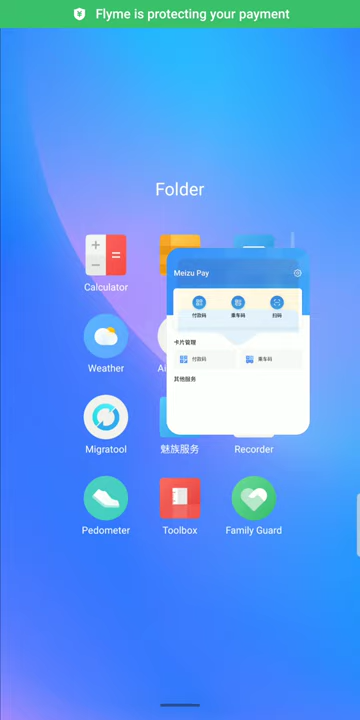 Flyme is protecting your payment
Folder
Calculator
Meizu Pay
付款码
乘车码
扫码
卡片管理
付款码
乘车码
其他服务
Weather
Migratool
魅族服务
Recorder
Pedometer
Toolbox
Family Guard